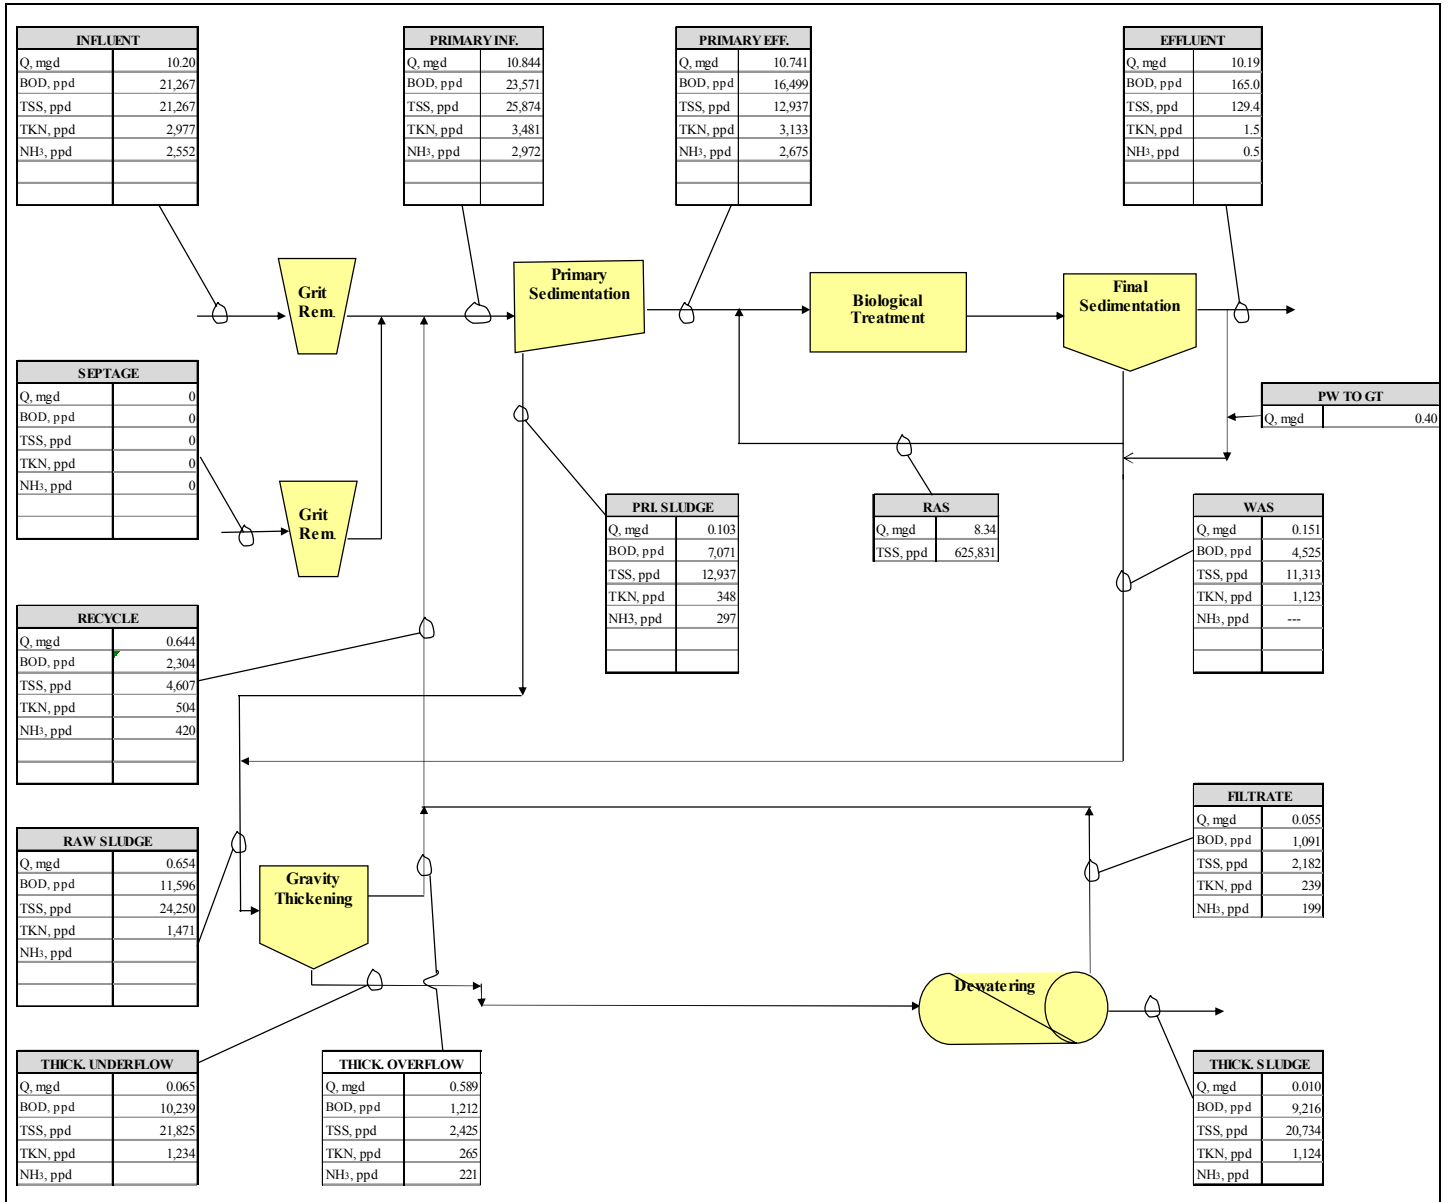 INFLUENT
Q, mgd 10.20
BOD, ppd 21,267
TSS, ppd 21,267
TKN, ppd 2,977
NH3, ppd 2,552
PRIMARY INF.
Q, mgd 10.844
BOD, ppd 23,571
TSS, ppd 25,874
TKN, ppd 3,481
NH3, ppd 2,972
PRIMARY EFF.
Q, mgd 10.741
BOD, ppd 16,499
TSS, ppd 12,937
TKN, ppd 3,133
NH3, ppd 2,675
EFFLUENT
Q, mgd 10.19
BOD, ppd 165.0
TSS, ppd 129.4
TKN, ppd 1.5
NH3, ppd 0.5
Grit
Rem.
Primary
Sedimentation
Biological
Treatment
Final
Sedimentation
SEPTAGE
Q, mgd 0
BOD, ppd 0
TSS, ppd 0
TKN, ppd 0
NH3, ppd 0
PW TO GT
Q, mgd 0.40
Grit
Rem.
PRI. SLUDGE
Q, mgd 0.103
BOD, ppd 7,071
TSS, ppd 12,937
TKN, ppd 348
NH3, ppd 297
RAS
Q, mgd 8.34
TSS, ppd 625,831
WAS
Q, mgd 0.151
BOD, ppd 4,525
TSS, ppd 11,313
TKN, ppd 1,123
NH3, ppd ---
RECYCLE
Q, mgd 0.644
BOD, ppd 2,304
TSS, ppd 4,607
TKN, ppd 504
NH3, ppd 420
FILTRATE
Q, mgd 0.055
BOD, ppd 1,091
TSS, ppd 2,182
TKN, ppd 239
NH3, ppd 199
RAW SLUDGE
Q, mgd 0.654
BOD, ppd 11,596
TSS, ppd 24,250
TKN, ppd 1,471
NH3, ppd
Gravity
Thickening
Dewatering
THICK. UNDERFLOW
Q, mgd 0.065
BOD, ppd 10,239
TSS, ppd 21,825
TKN, ppd 1,234
NH3, ppd
THICK. OVERFLOW
Q, mgd 0.589
BOD, ppd 1,212
TSS, ppd 2,425
TKN, ppd 265
NH3, ppd 221
THICK. SLUDGE
Q, mgd 0.010
BOD, ppd 9,216
TSS, ppd 20,734
TKN, ppd 1,124
NH3, ppd